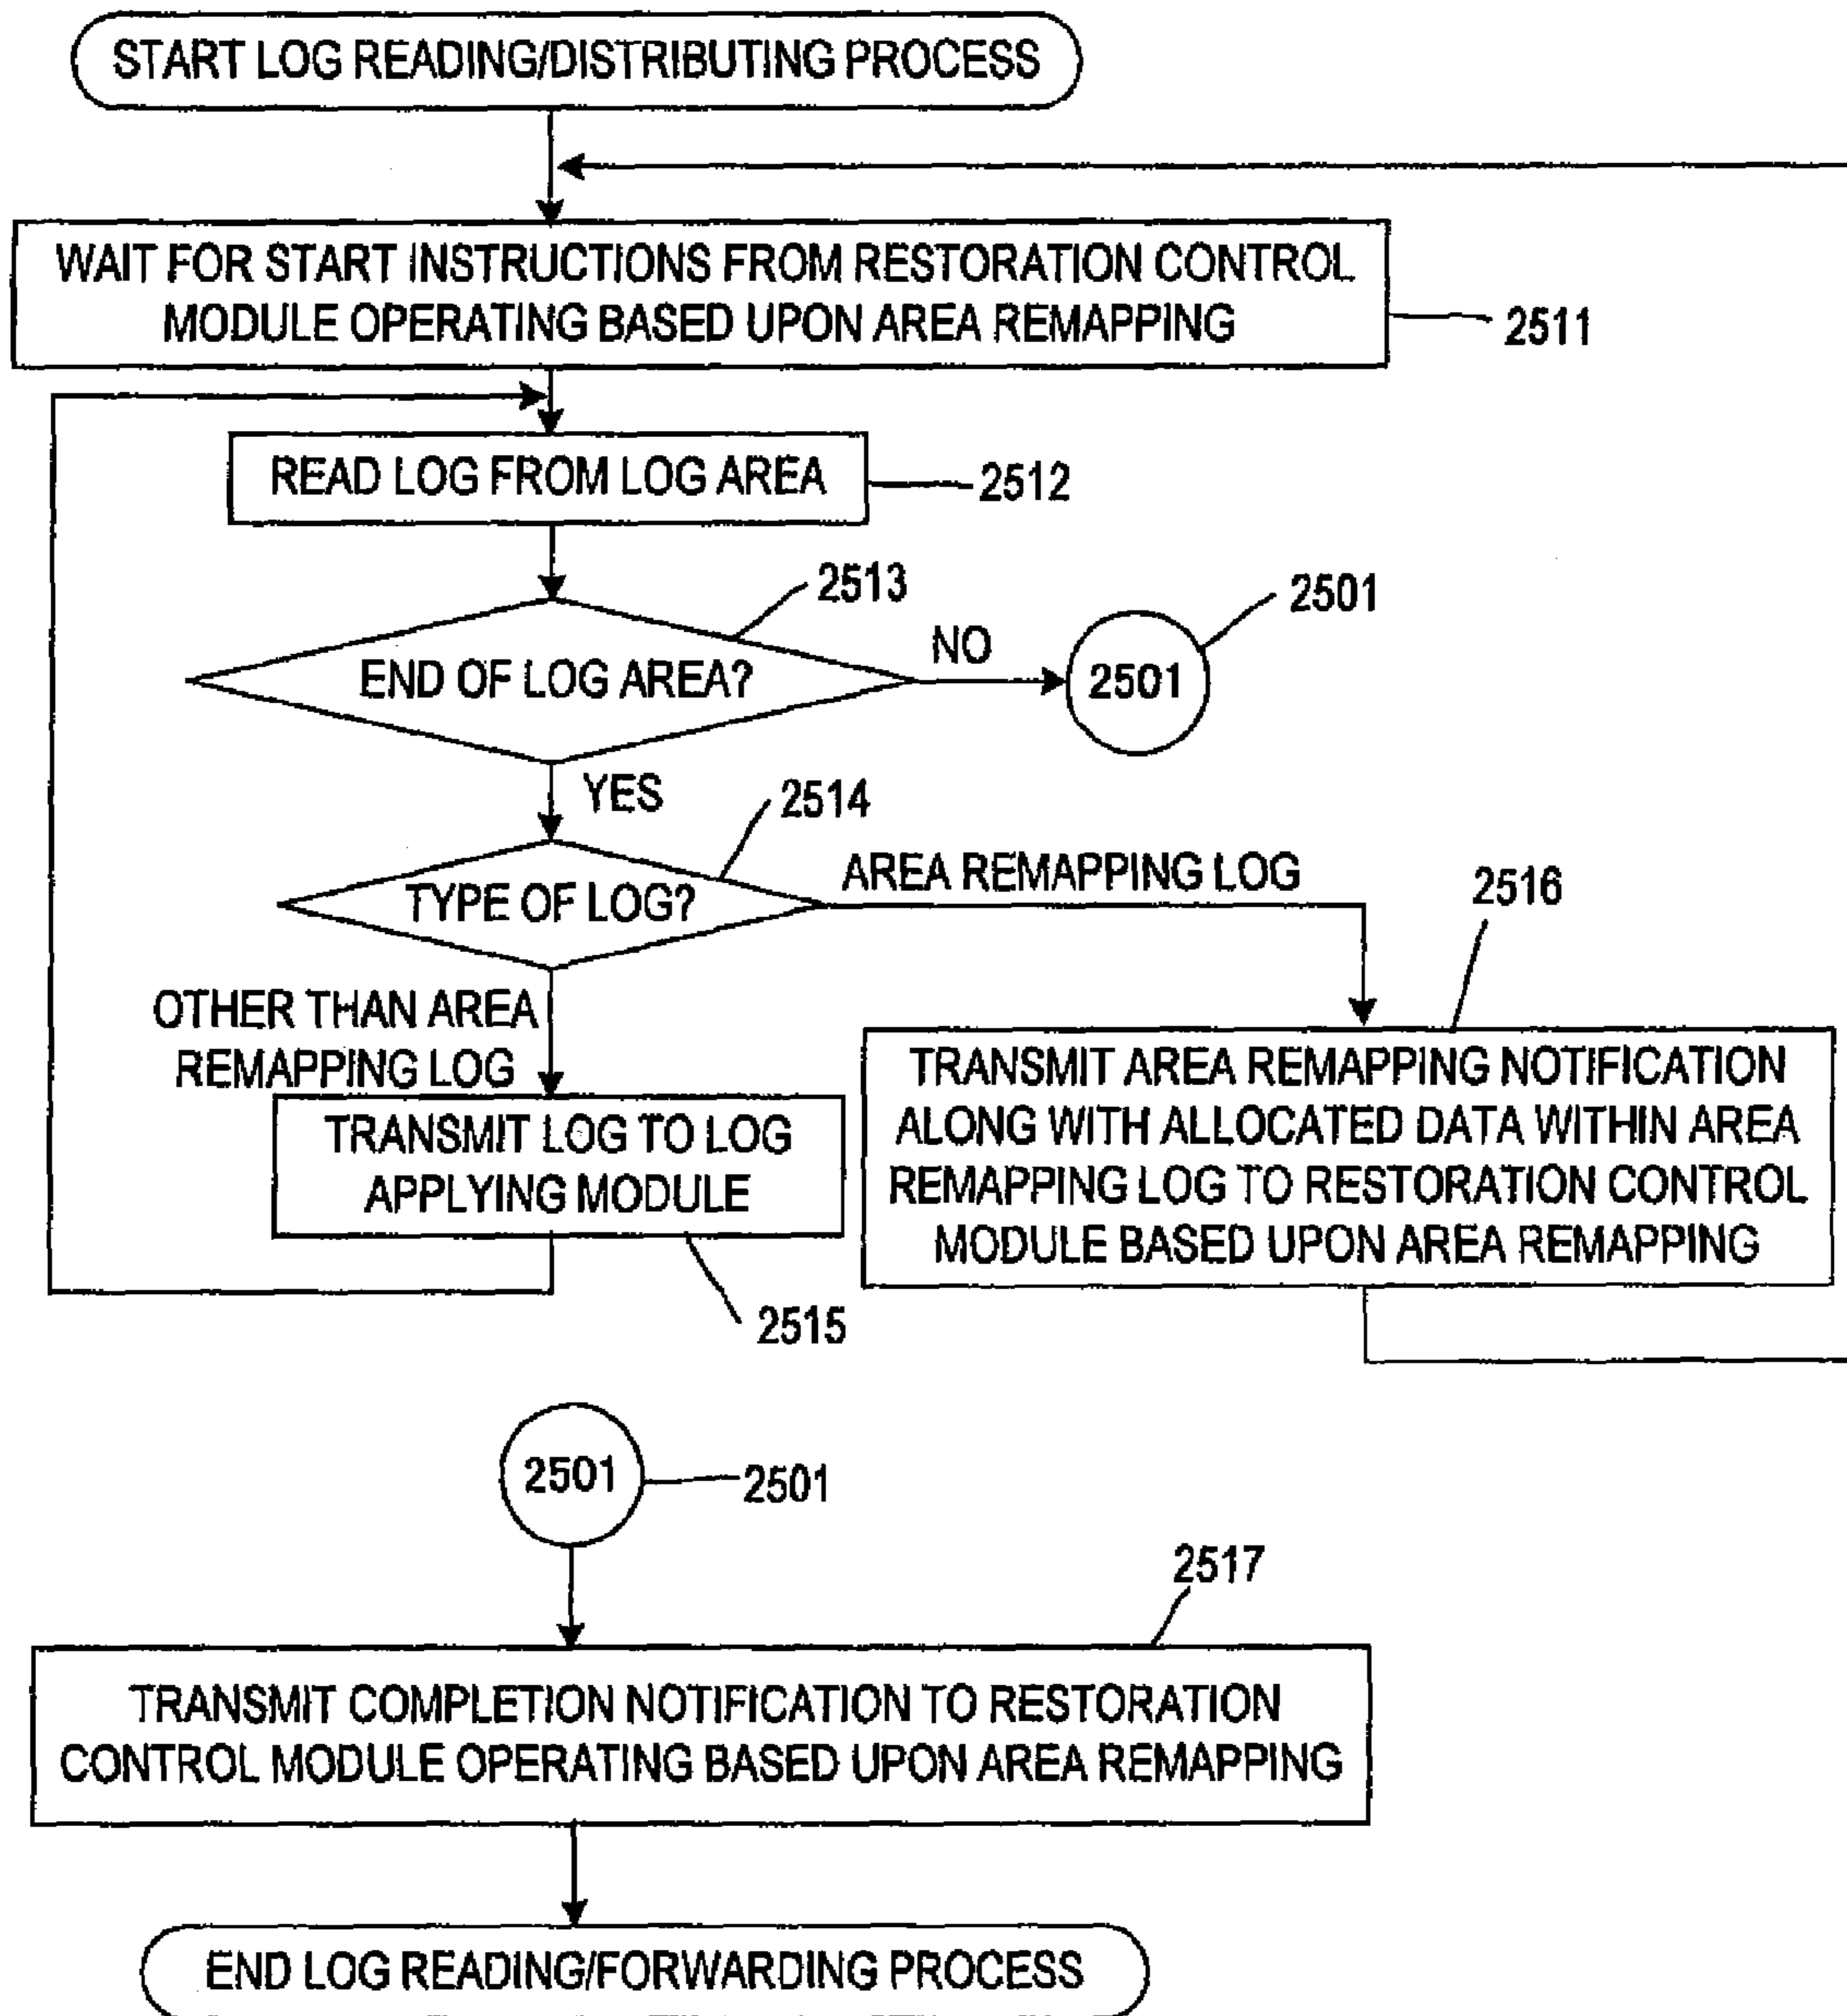 START LOG READING/DISTRIBUTING PROCESS
WAIT FOR START INSTRUCTIONS FROM RESTORATION CONTROL
MODULE OPERATING BASED UPON AREA REMAPPING
2511
READ LOG FROM LOG AREA
2512
2513
END OF LOG AREA?
NO
2501
2501
YES
2514
TYPE OF LOG?
AREA REMAPPING LOG
2516
OTHER THAN AREA
REMAPPING LOG
TRANSMIT LOG TO LOG
APPLYING MODULE
2515
TRANSMIT AREA REMAPPING NOTIFICATION
ALONG WITH ALLOCATED DATA WITHIN AREA
REMAPPING LOG TO RESTORATION CONTROL
MODULE BASED UPON AREA REMAPPING
2501
2501
2517
TRANSMIT COMPLETION NOTIFICATION TO RESTORATION
CONTROL MODULE OPERATING BASED UPON AREA REMAPPING
END LOG READING/FORWARDING PROCESS